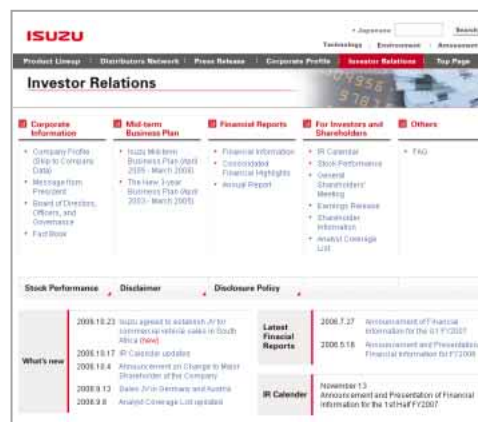 ISUZU
Japanese
Search
Technology Environment Amusement
Product Lineup Distributors Network Press Release Corporate Profile Investor Relations Top Page
Investor Relations
Corporate Information
Company Profile (Skip to Company Data)
Message from President
Board of Directors, Officers, and Governance
Fact Book
Mid-term Business Plan
Isuzu Mid-term Business Plan (April 2005 - March 2008)
The New 3-year Business Plan (April 2003 - March 2005)
Financial Reports
Financial Information
Consolidated Financial Highlights
Annual Report
For Investors and Shareholders
IR Calendar
Stock Performance
General Shareholders' Meeting
Earnings Release
Shareholder Information
Analyst Coverage List
Others
FAQ
Stock Performance Disclaimer Disclosure Policy
What's new
2006.10.23 Isuzu agreed to establish JV for commercial vehicle sales in South Africa (new)
2006.10.17 IR Calendar updates
2006.10.4 Announcement on Change to Major Shareholder of the Company
2006.9.13 Sales JV in Germany and Austria
2006.9.8 Analyst Coverage List updated
Latest Finacial Reports
2006.7.27 Announcement of Financial Information for the Q1 FY2007
2006.5.18 Announcement and Presentation Financial Information for FY2006
IR Calender
November 13
Announcement and Presentation of Financial Information for the 1st Half FY2007